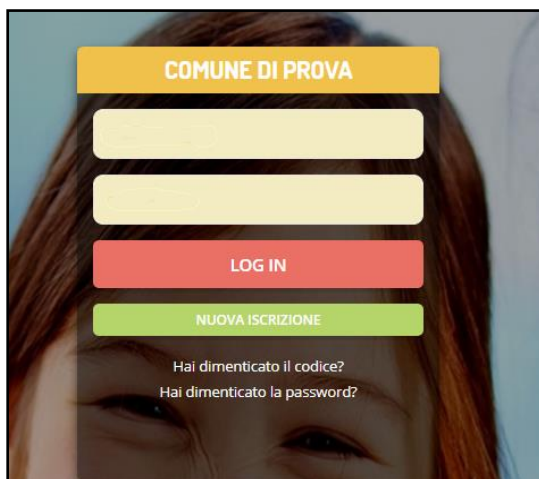 COMUNE DI PROVA
LOG IN
NUOVA ISCRIZIONE
Hai dimenticato il codice?
Hai dimenticato la password?